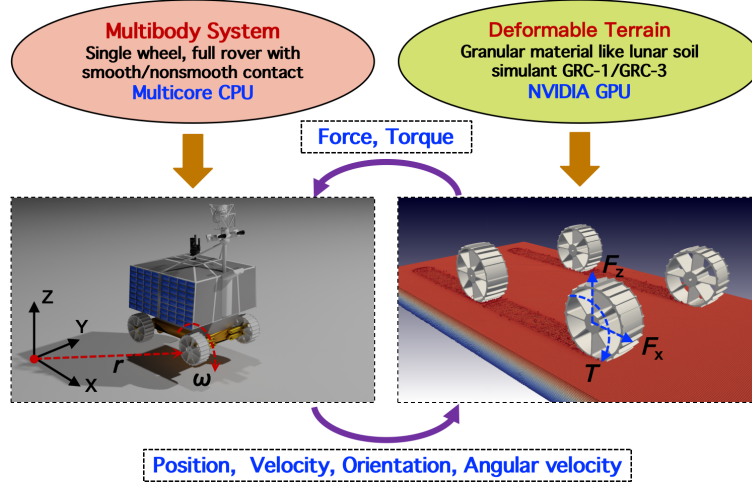 Multibody System
Single wheel, full rover with
smooth/nonsmooth contact
Multicore CPU
Deformable Terrain
Granular material like lunar soil
simulant GRC-1/GRC-3
NVIDIA GPU
Force, Torque
Z
Y
X
r
ω
F_z
F_x
T
Position, Velocity, Orientation, Angular velocity